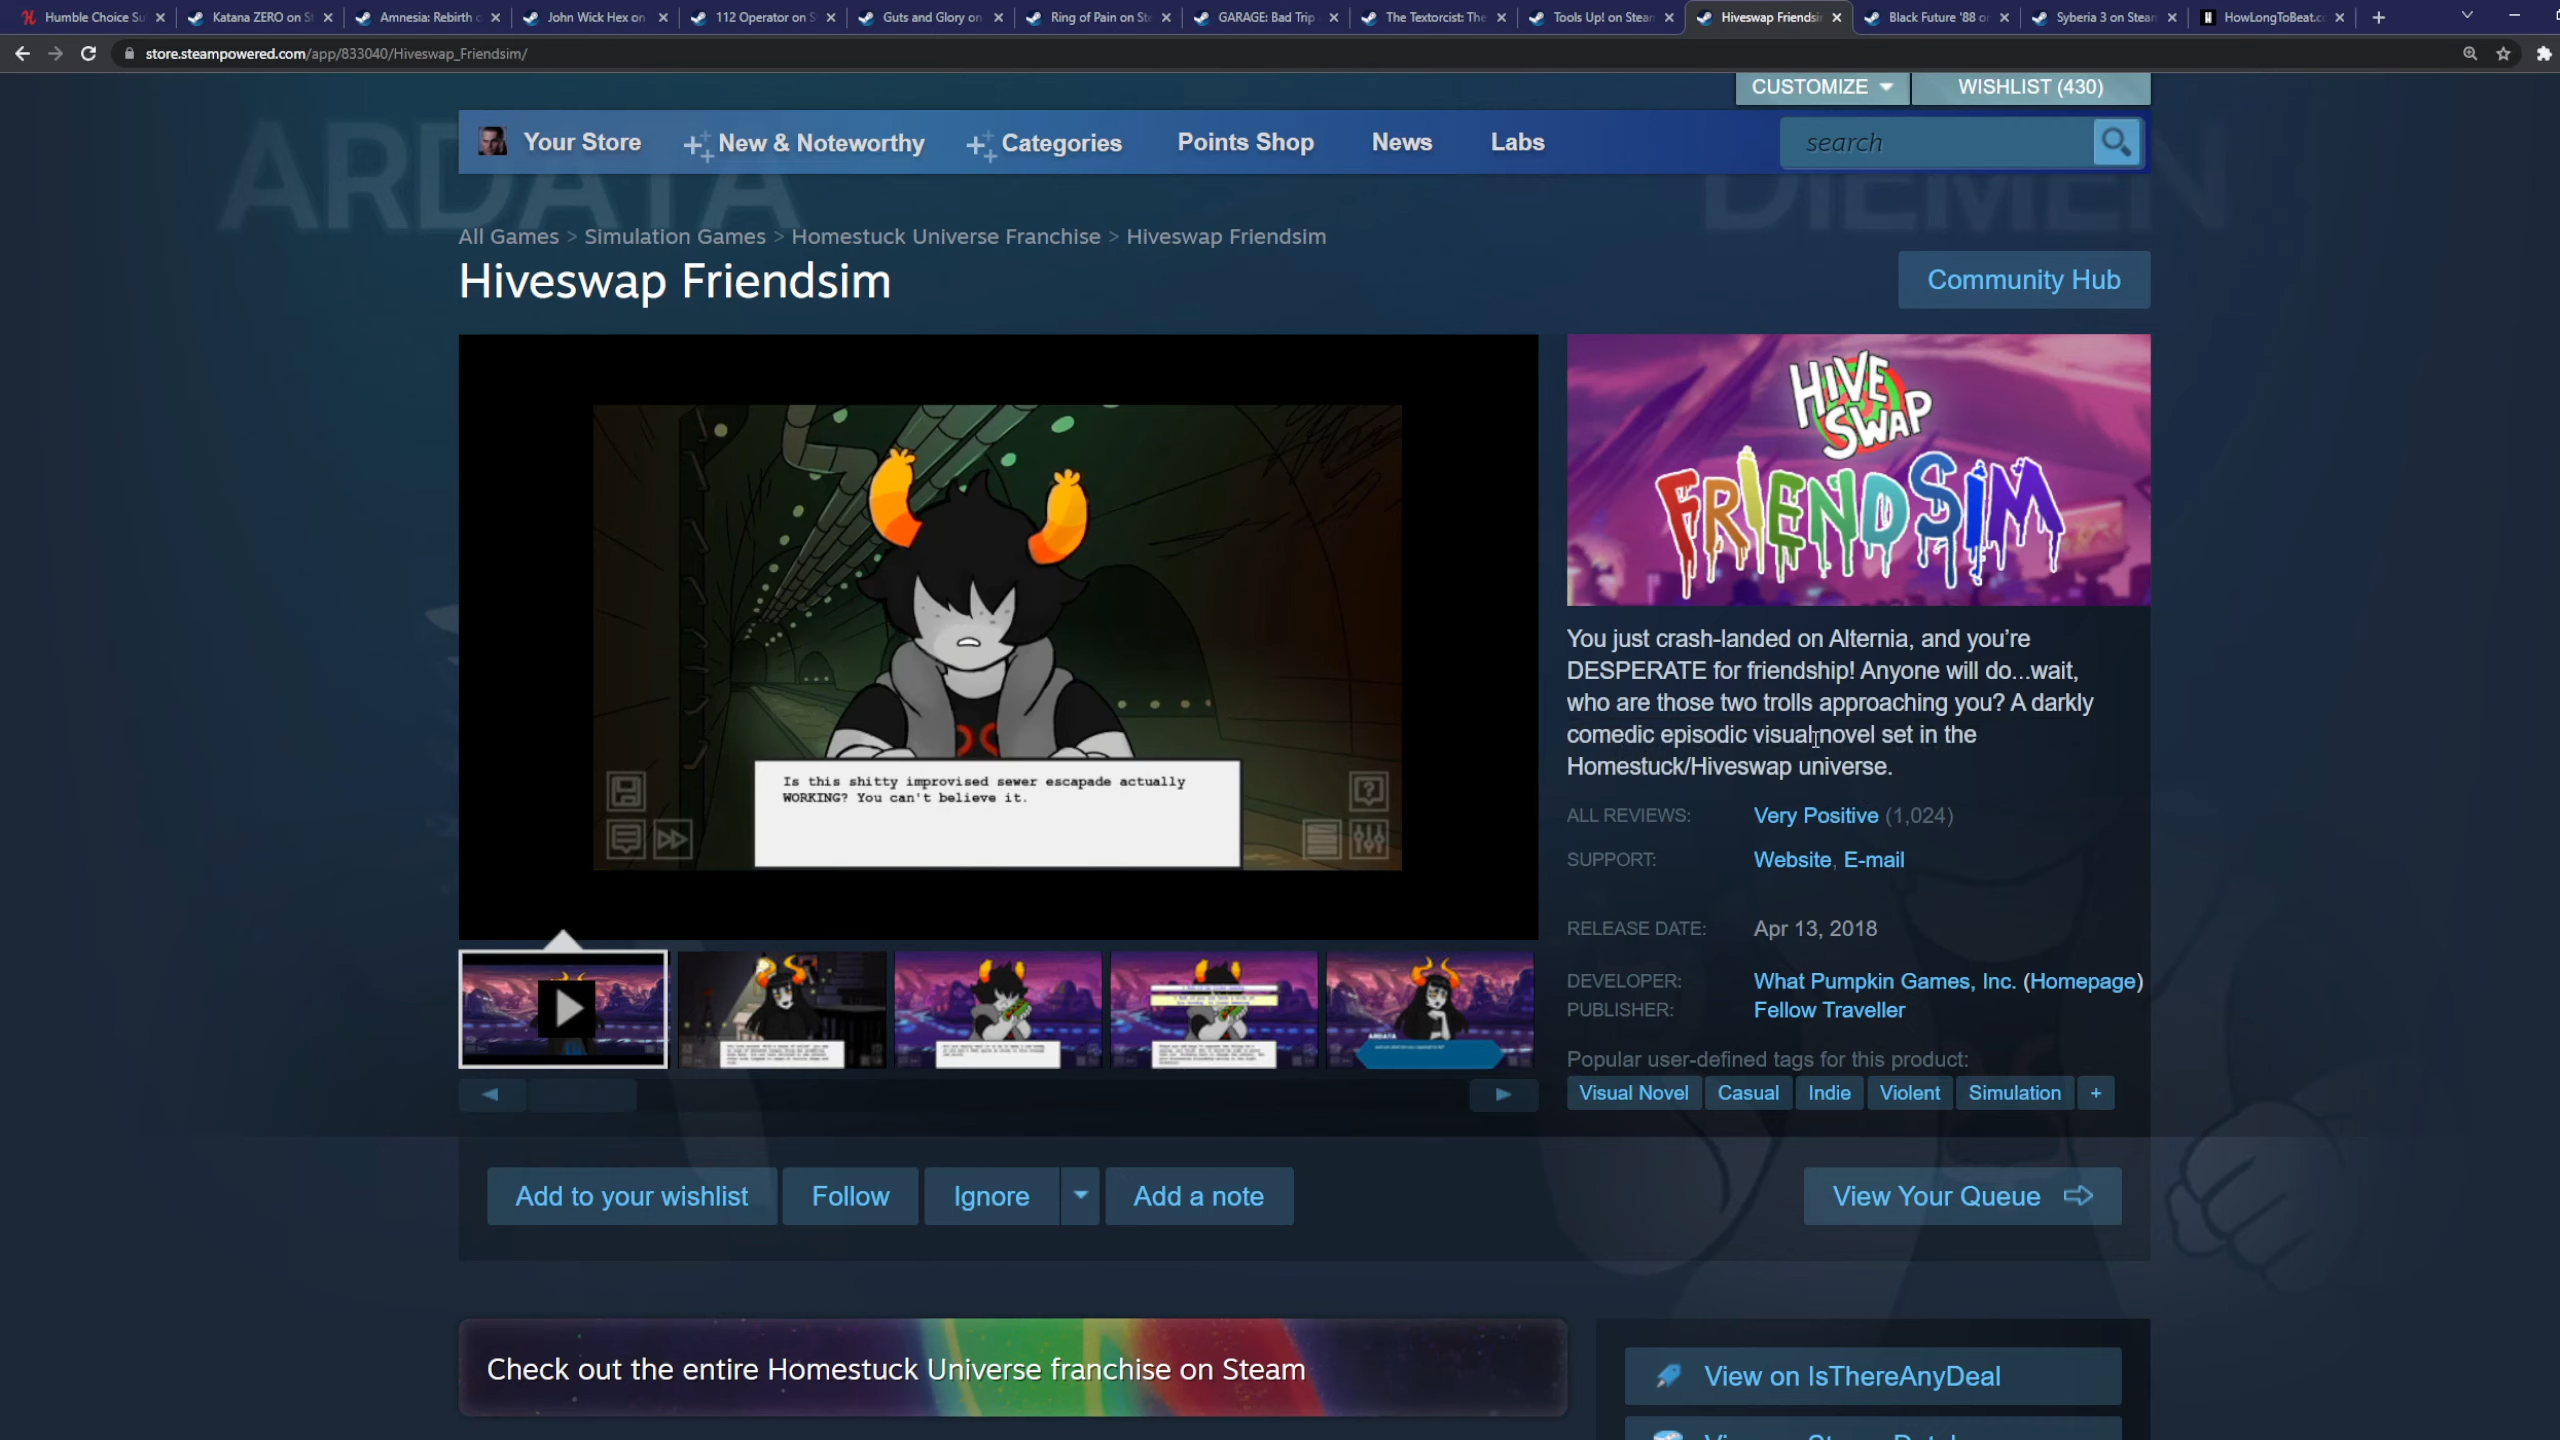 Humble Choice Su
Katana ZERO on St
Amnesia: Rebirth o
John Wick Hex on
112 Operator on S
Guts and Glory on
Ring of Pain on Ste
GARAGE: Bad Trip
The Textorcist: The
Tools Up! on Steam
Hiveswap Friendsi
Black Future '88 o
Syberia 3 on Steam
HowLongToBeat.c
store.steampowered.com/app/833040/Hiveswap_Friendsim/
CUSTOMIZE
WISHLIST (430)
ARDATA
DIEMEN
Your Store
New & Noteworthy
Categories
Points Shop
News
Labs
search
All Games > Simulation Games > Homestuck Universe Franchise > Hiveswap Friendsim
Hiveswap Friendsim
Community Hub
Is this shitty improvised sewer escapade actually
WORKING? You can't believe it.
HIVE
SWAP
FRIENDSIM
You just crash-landed on Alternia, and you're
DESPERATE for friendship! Anyone will do...wait,
who are those two trolls approaching you? A darkly
comedic episodic visual novel set in the
Homestuck/Hiveswap universe.
ALL REVIEWS: Very Positive (1,024)
SUPPORT: Website, E-mail
RELEASE DATE: Apr 13, 2018
DEVELOPER: What Pumpkin Games, Inc. (Homepage)
PUBLISHER: Fellow Traveller
Popular user-defined tags for this product:
Visual Novel
Casual
Indie
Violent
Simulation
+
ARDATA
Add to your wishlist
Follow
Ignore
Add a note
View Your Queue
Check out the entire Homestuck Universe franchise on Steam
View on IsThereAnyDeal